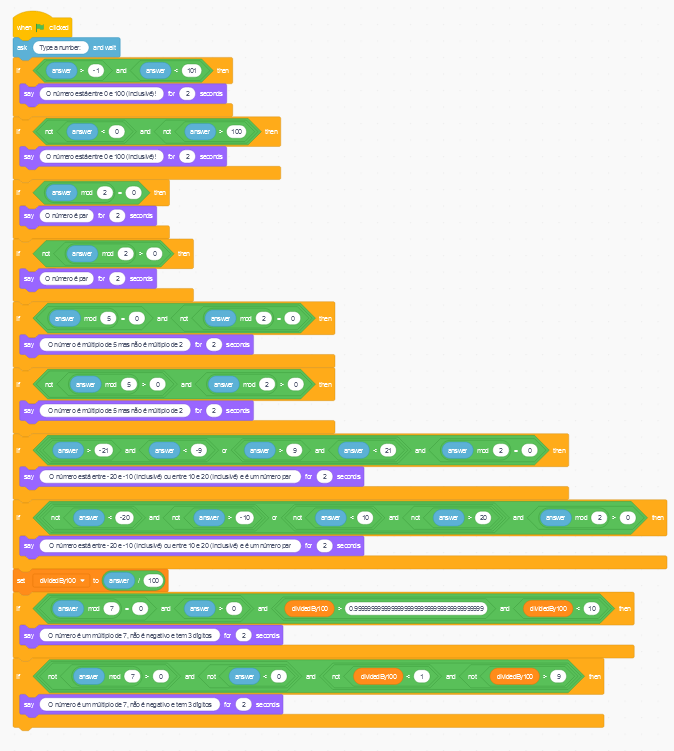 when clicked
ask Type a number: and wait
if answer > -1 and answer < 101 then
say O número está entre 0 e 100 (inclusivé)! for 2 seconds
if not answer < 0 and not answer > 100 then
say O número está entre 0 e 100 (inclusivé)! for 2 seconds
if answer mod 2 = 0 then
say O número é par for 2 seconds
if not answer mod 2 > 0 then
say O número é par for 2 seconds
if answer mod 5 = 0 and not answer mod 2 = 0 then
say O número é múltiplo de 5 mas não é múltiplo de 2 for 2 seconds
if not answer mod 5 > 0 and answer mod 2 > 0 then
say O número é múltiplo de 5 mas não é múltiplo de 2 for 2 seconds
if answer > -21 and answer < -9 or answer > 9 and answer < 21 and answer mod 2 = 0 then
say O número está entre -20 e -10 (inclusivé) ou entre 10 e 20 (inclusivé) e é um número par for 2 seconds
if not answer < -20 and not answer > -10 or not answer < 10 and not answer > 20 and answer mod 2 > 0 then
say O número está entre -20 e -10 (inclusivé) ou entre 10 e 20 (inclusivé) e é um número par for 2 seconds
set dividedBy100 to answer / 100
if answer mod 7 = 0 and answer > 0 and dividedBy100 > and dividedBy100 < 10 then
say O número é um múltiplo de 7, não é negativo e tem 3 dígitos for 2 seconds
if not answer mod 7 > 0 and not answer < 0 and not dividedBy100 < 1 and not dividedBy100 > 9 then
say O número é um múltiplo de 7, não é negativo e tem 3 dígitos for 2 seconds